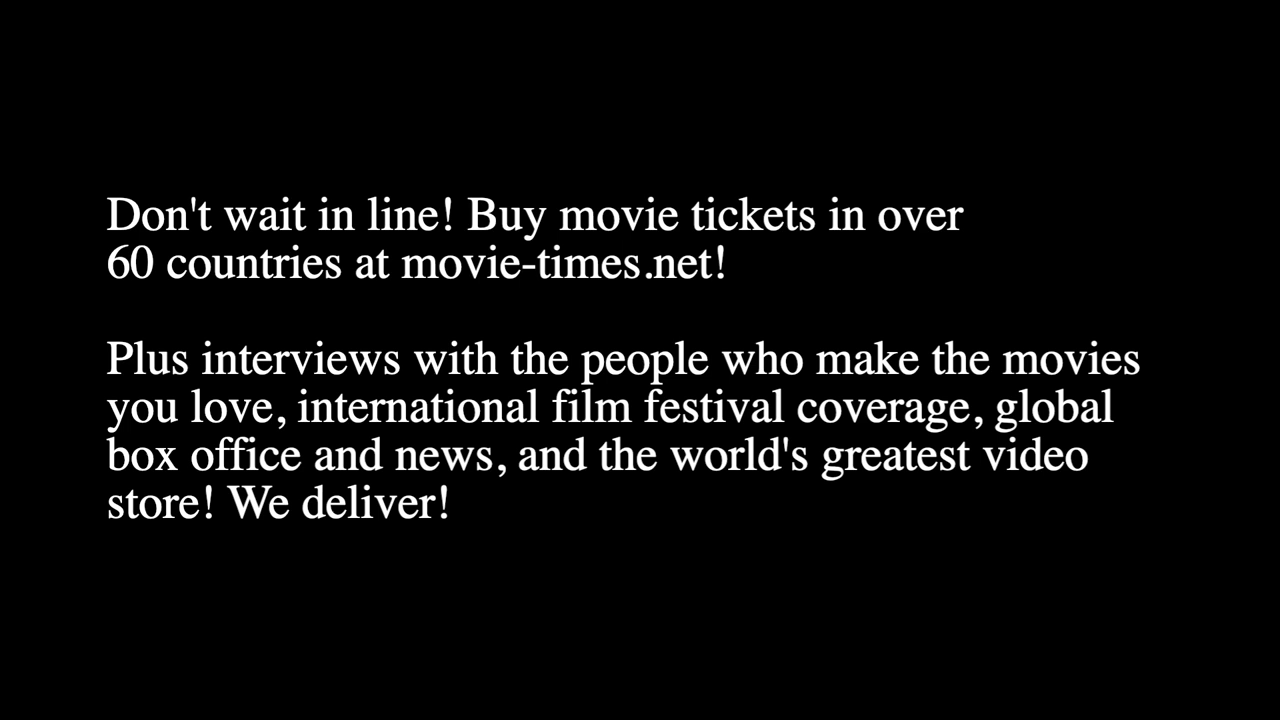 Don't wait in line! Buy movie tickets in over
60 countries at movie-times.net!
Plus interviews with the people who make the movies
you love, international film festival coverage, global
box office and news, and the world's greatest video
store! We deliver!